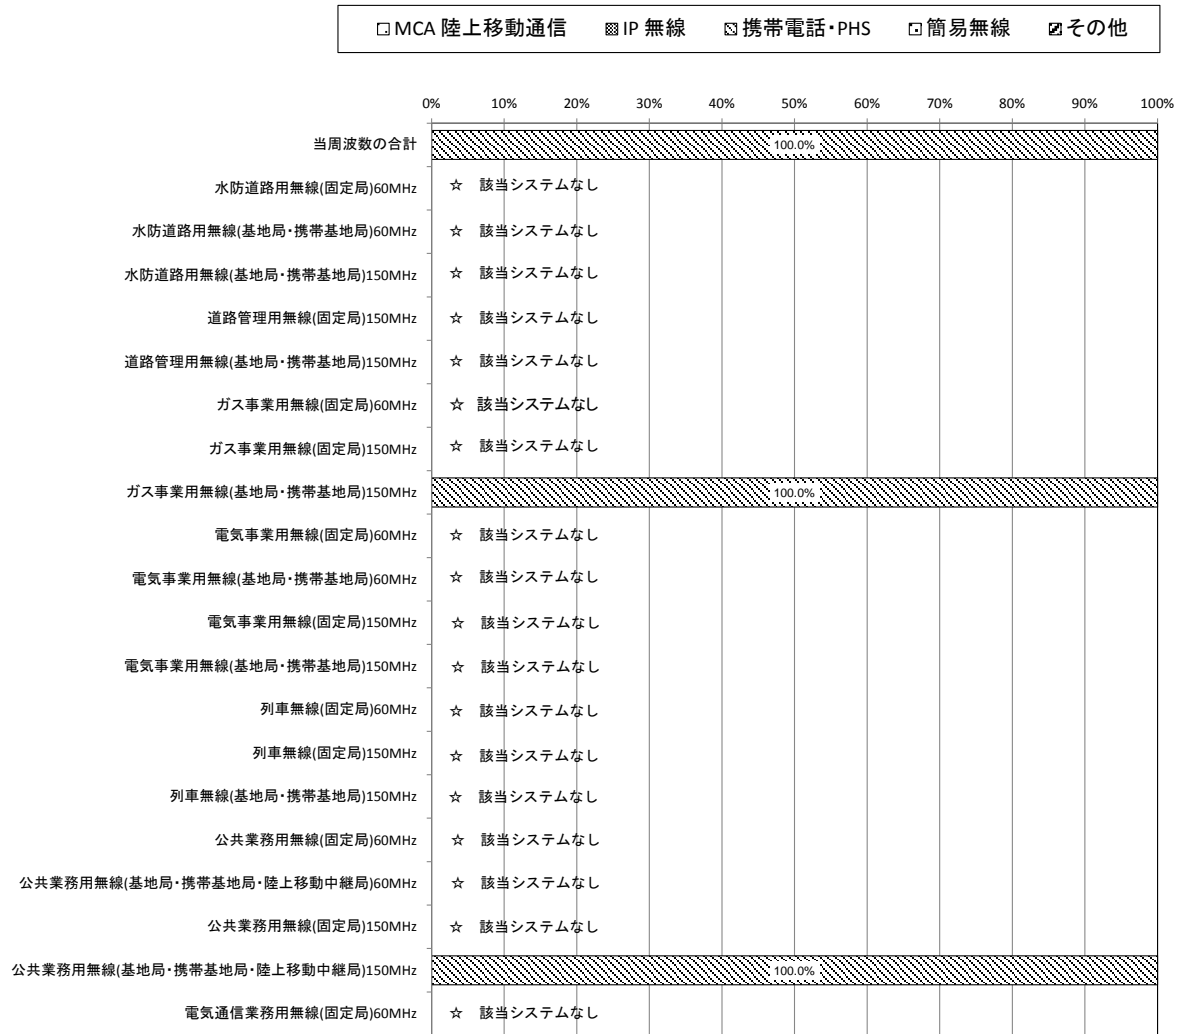 MCA 陸上移動通信 IP 無線 携帯電話・PHS 簡易無線 その他
0% 10% 20% 30% 40% 50% 60% 70% 80% 90% 100%
当周波数の合計 100.0%
水防道路用無線(固定局)60MHz ☆ 該当システムなし
水防道路用無線(基地局・携帯基地局)60MHz ☆ 該当システムなし
水防道路用無線(基地局・携帯基地局)150MHz ☆ 該当システムなし
道路管理用無線(固定局)150MHz ☆ 該当システムなし
道路管理用無線(基地局・携帯基地局)150MHz ☆ 該当システムなし
ガス事業用無線(固定局)60MHz ☆ 該当システムなし
ガス事業用無線(固定局)150MHz ☆ 該当システムなし
ガス事業用無線(基地局・携帯基地局)150MHz 100.0%
電気事業用無線(固定局)60MHz ☆ 該当システムなし
電気事業用無線(基地局・携帯基地局)60MHz ☆ 該当システムなし
電気事業用無線(固定局)150MHz ☆ 該当システムなし
電気事業用無線(基地局・携帯基地局)150MHz ☆ 該当システムなし
列車無線(固定局)60MHz ☆ 該当システムなし
列車無線(固定局)150MHz ☆ 該当システムなし
列車無線(基地局・携帯基地局)150MHz ☆ 該当システムなし
公共業務用無線(固定局)60MHz ☆ 該当システムなし
公共業務用無線(基地局・携帯基地局・陸上移動中継局)60MHz ☆ 該当システムなし
公共業務用無線(固定局)150MHz ☆ 該当システムなし
公共業務用無線(基地局・携帯基地局・陸上移動中継局)150MHz 100.0%
電気通信業務用無線(固定局)60MHz ☆ 該当システムなし